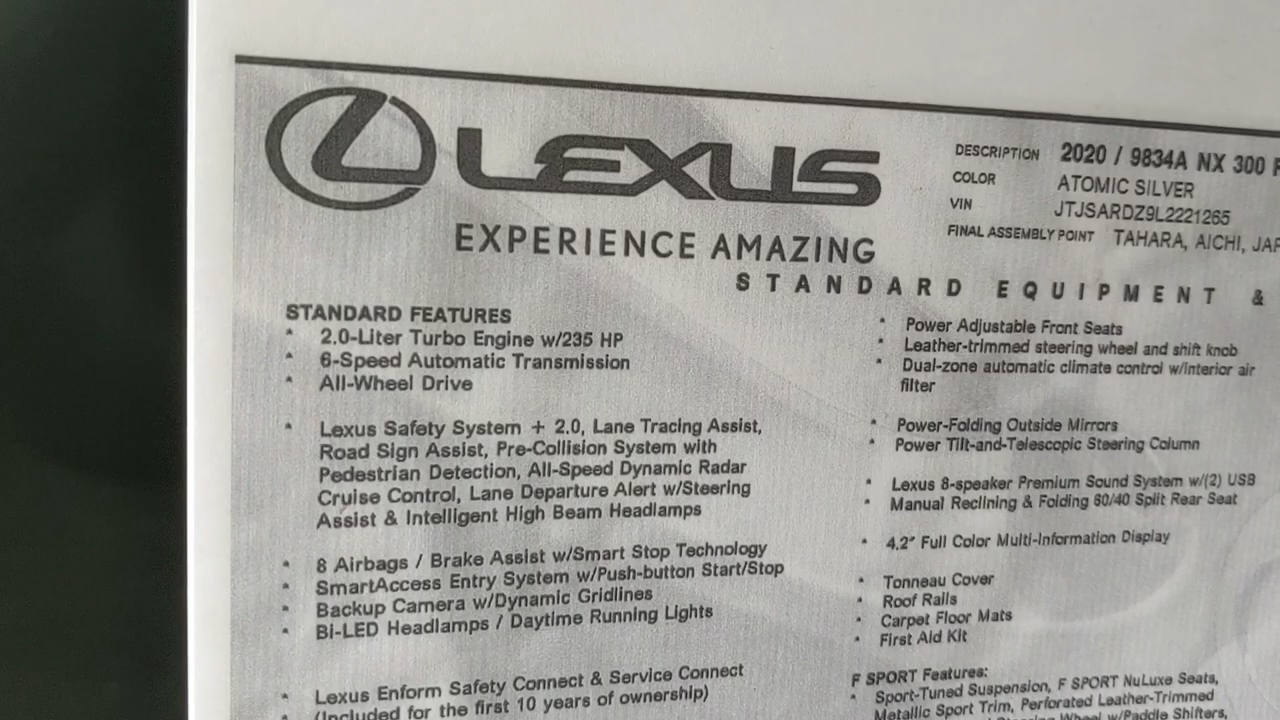 LEXUS
EXPERIENCE AMAZING
DESCRIPTION 2020 / 9834A NX 300 F
COLOR ATOMIC SILVER
VIN JTJSARDZ9L2221265
FINAL ASSEMBLY POINT TAHARA, AICHI, JAP
STANDARD EQUIPMENT &
STANDARD FEATURES
* 2.0-Liter Turbo Engine w/235 HP
* 6-Speed Automatic Transmission
* All-Wheel Drive
* Lexus Safety System + 2.0, Lane Tracing Assist,
Road Sign Assist, Pre-Collision System with
Pedestrian Detection, All-Speed Dynamic Radar
Cruise Control, Lane Departure Alert w/Steering
Assist & Intelligent High Beam Headlamps
* 8 Airbags / Brake Assist w/Smart Stop Technology
* SmartAccess Entry System w/Push-button Start/Stop
* Backup Camera w/Dynamic Gridlines
* Bi-LED Headlamps / Daytime Running Lights
* Lexus Enform Safety Connect & Service Connect
(Included for the first 10 years of ownership)
* Power Adjustable Front Seats
* Leather-trimmed steering wheel and shift knob
* Dual-zone automatic climate control w/interior air
filter
* Power-Folding Outside Mirrors
* Power Tilt-and-Telescopic Steering Column
* Lexus 8-speaker Premium Sound System w/(2) USB
* Manual Reclining & Folding 60/40 Split Rear Seat
* 4.2" Full Color Multi-Information Display
* Tonneau Cover
* Roof Rails
* Carpet Floor Mats
* First Aid Kit
F SPORT Features:
* Sport-Tuned Suspension, F SPORT NuLuxe Seats,
Metallic Sport Trim, Perforated Leather-Trimmed
Wheel w/Paddle Shifters,